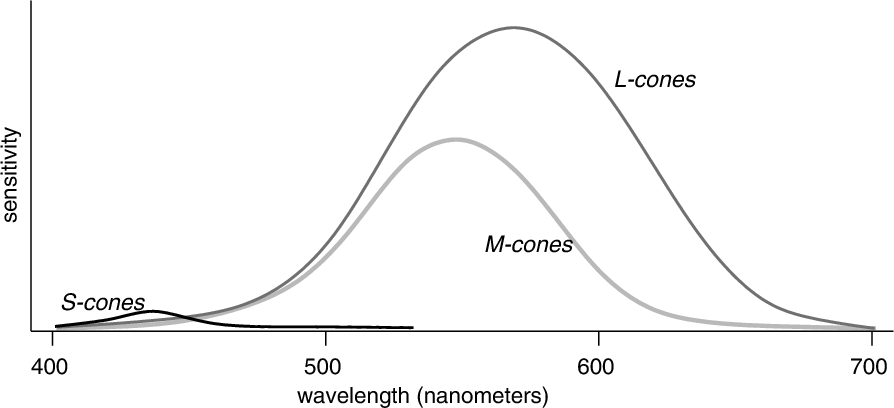 sensitivity
L-cones
M-cones
S-cones
400
500
600
700
wavelength (nanometers)